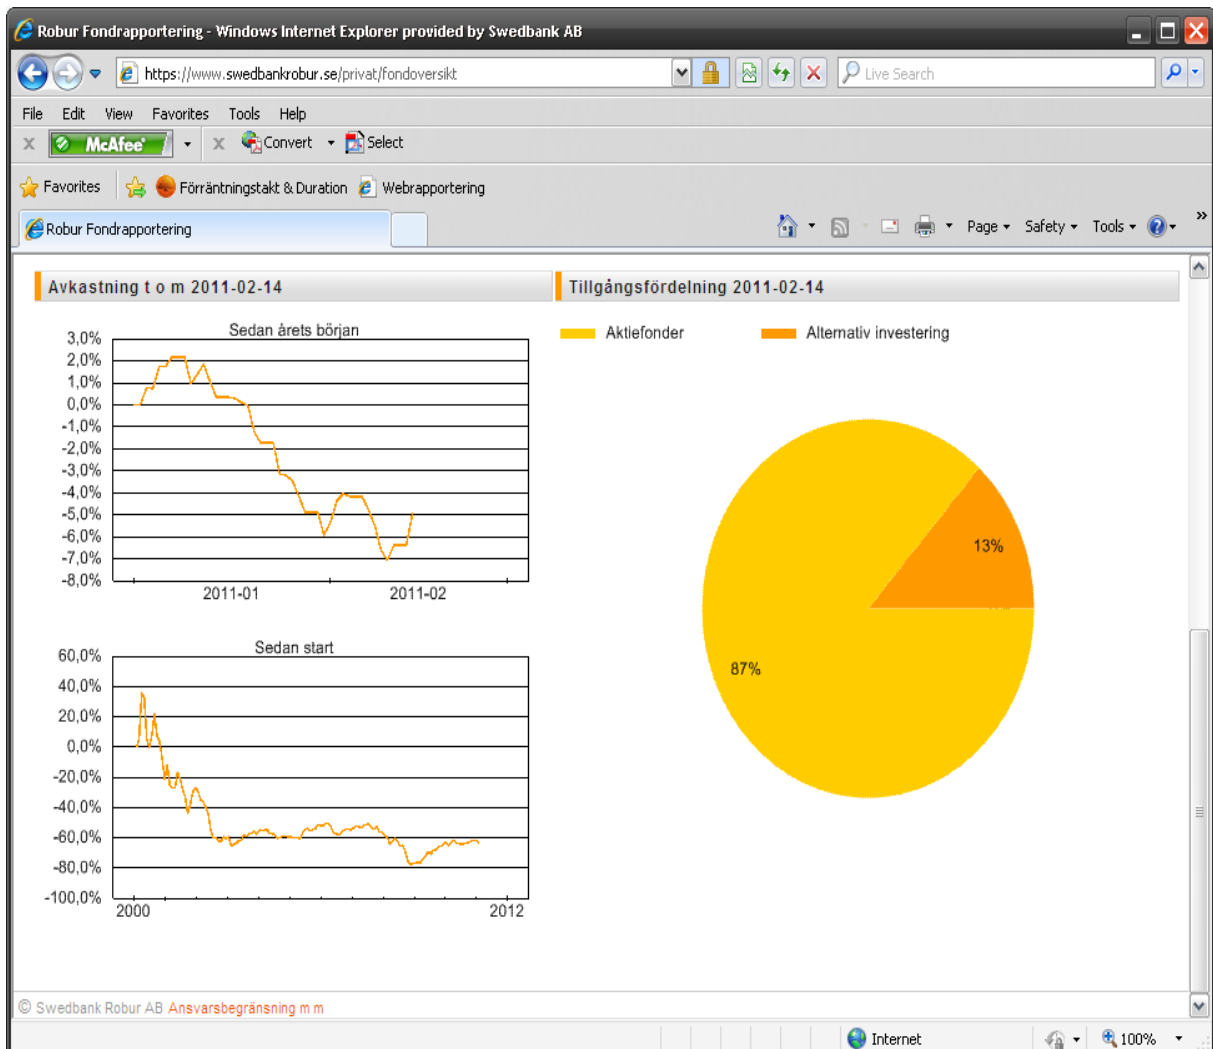 Robur Fondrapportering - Windows Internet Explorer provided by Swedbank AB
https://www.swedbankrobur.se/privat/fondoversikt
Live Search
File Edit View Favorites Tools Help
x McAfee x Convert Select
Favorites Förräntningstakt & Duration Webrapportering
Robur Fondrapportering Page Safety Tools »
Avkastning t o m 2011-02-14
Sedan årets början
3,0%
2,0%
1,0%
0,0%
-1,0%
-2,0%
-3,0%
-4,0%
-5,0%
-6,0%
-7,0%
-8,0%
2011-01 2011-02
Sedan start
60,0%
40,0%
20,0%
0,0%
-20,0%
-40,0%
-60,0%
-80,0%
-100,0%
2000 2012
Tillgångsfördelning 2011-02-14
Aktiefonder Alternativ investering
13%
87%
© Swedbank Robur AB Ansvarsbegränsning m m
Internet 100%